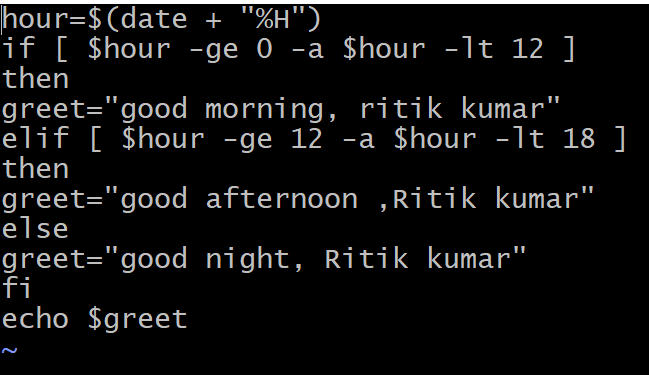 hour=$(date + "%H")
if [ $hour -ge 0 -a $hour -lt 12 ]
then
greet="good morning, ritik kumar"
elif [ $hour -ge 12 -a $hour -lt 18 ]
then
greet="good afternoon ,Ritik kumar"
else
greet="good night, Ritik kumar"
fi
echo $greet
~